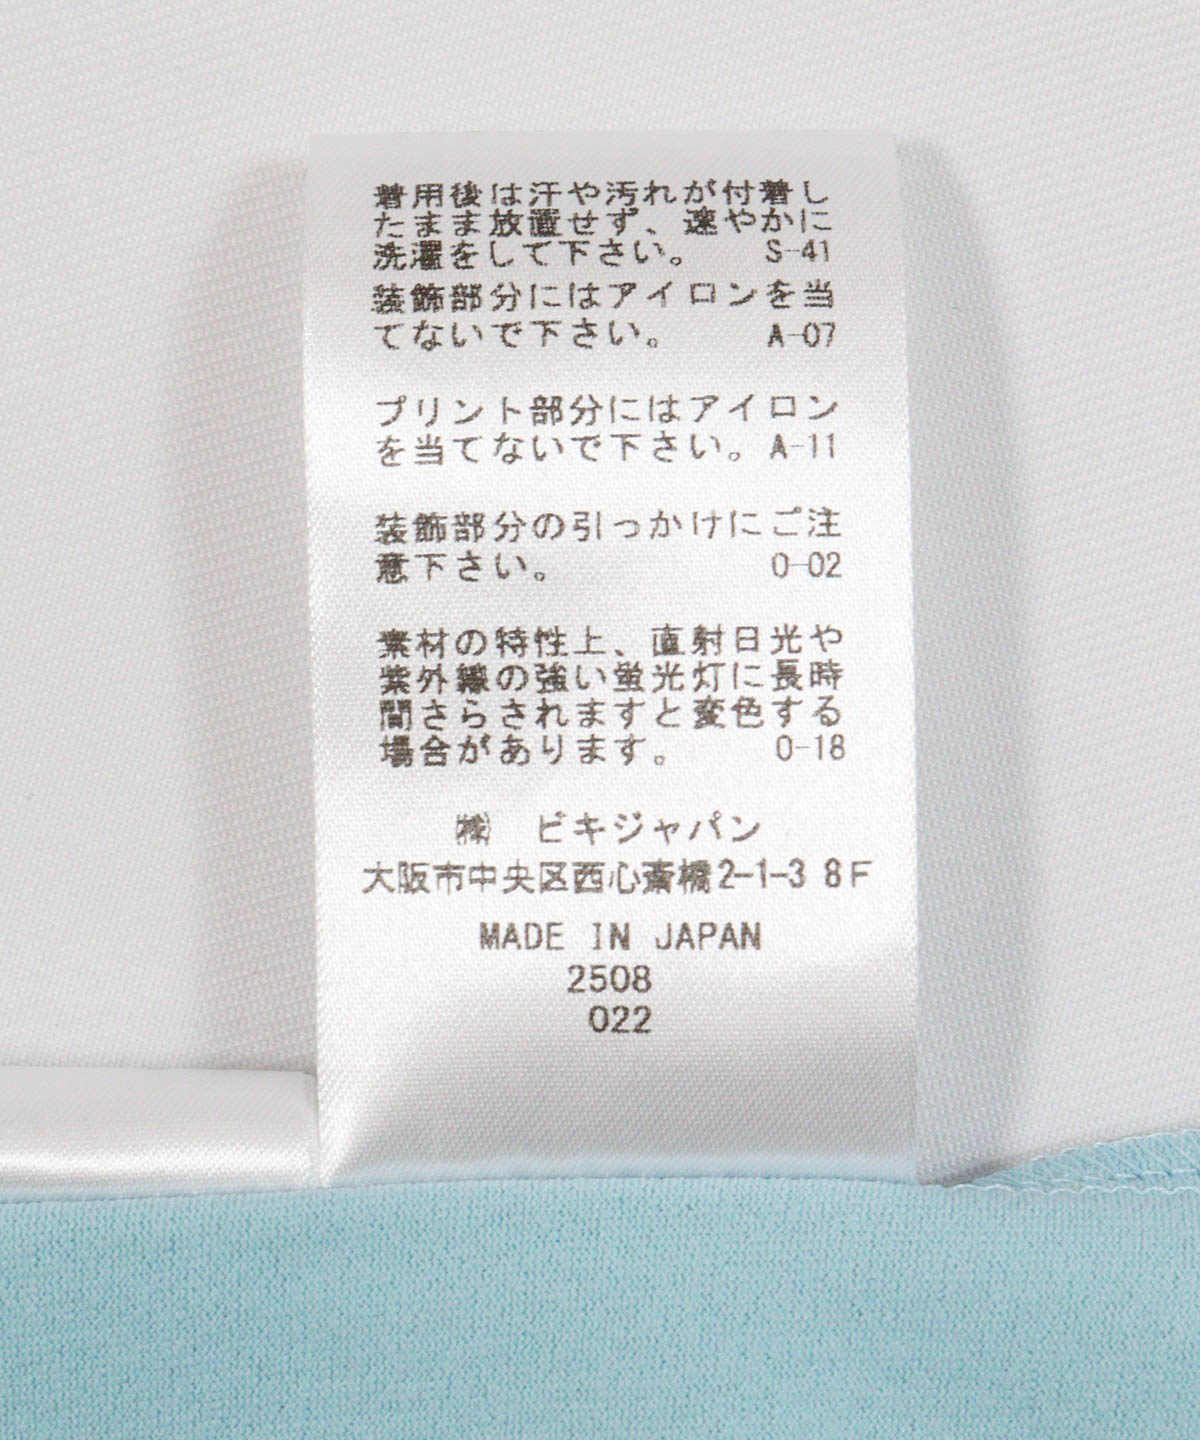 着用後は汗や汚れが付着し
たまま放置せず、速やかに
洗濯をして下さい。 S-41
装飾部分にはアイロンを当
てないで下さい。 A-07
プリント部分にはアイロン
を当てないで下さい。A-11
装飾部分の引っかけにご注
意下さい。 O-02
素材の特性上、直射日光や
紫外線の強い蛍光灯に長時
間さらされますと変色する
場合があります。 O-18
㈱ ピキジャパン
大阪市中央区西心斎橋2-1-3 8F
MADE IN JAPAN
2508
022